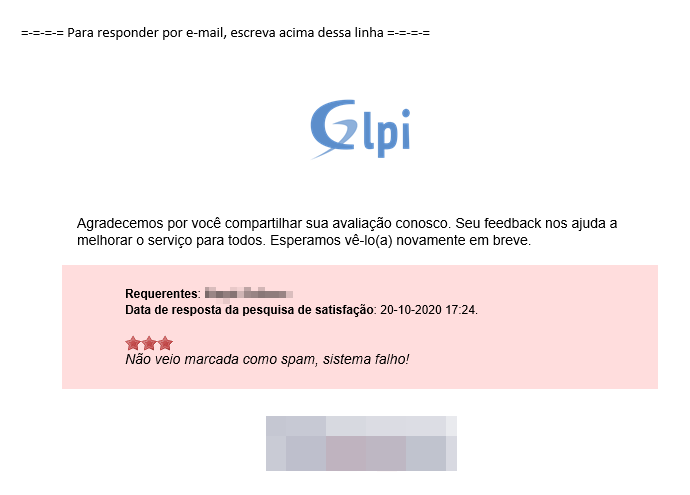 =-=-=-= Para responder por e-mail, escreva acima dessa linha =-=-=-=
Glpi
Agradecemos por você compartilhar sua avaliação conosco. Seu feedback nos ajuda a
melhorar o serviço para todos. Esperamos vê-lo(a) novamente em breve.
Requerentes:
Data de resposta da pesquisa de satisfação: 20-10-2020 17:24.
Não veio marcada como spam, sistema falho!